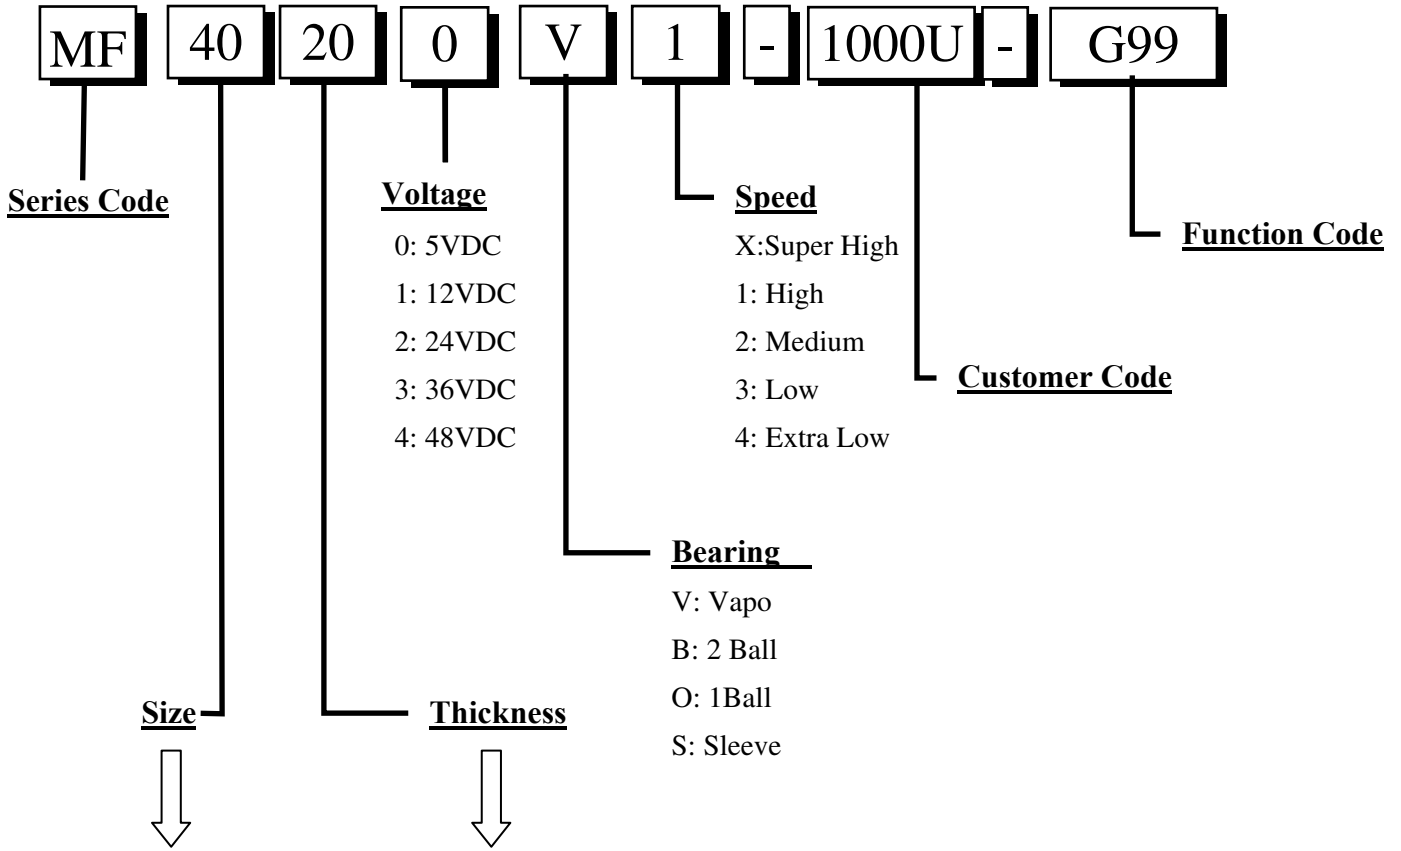 MF 40 20 0 V 1 - 1000U - G99
Series Code
Voltage
0: 5VDC
1: 12VDC
2: 24VDC
3: 36VDC
4: 48VDC
Speed
X:Super High
1: High
2: Medium
3: Low
4: Extra Low
Function Code
Customer Code
Bearing
V: Vapo
B: 2 Ball
O: 1Ball
S: Sleeve
Size
Thickness